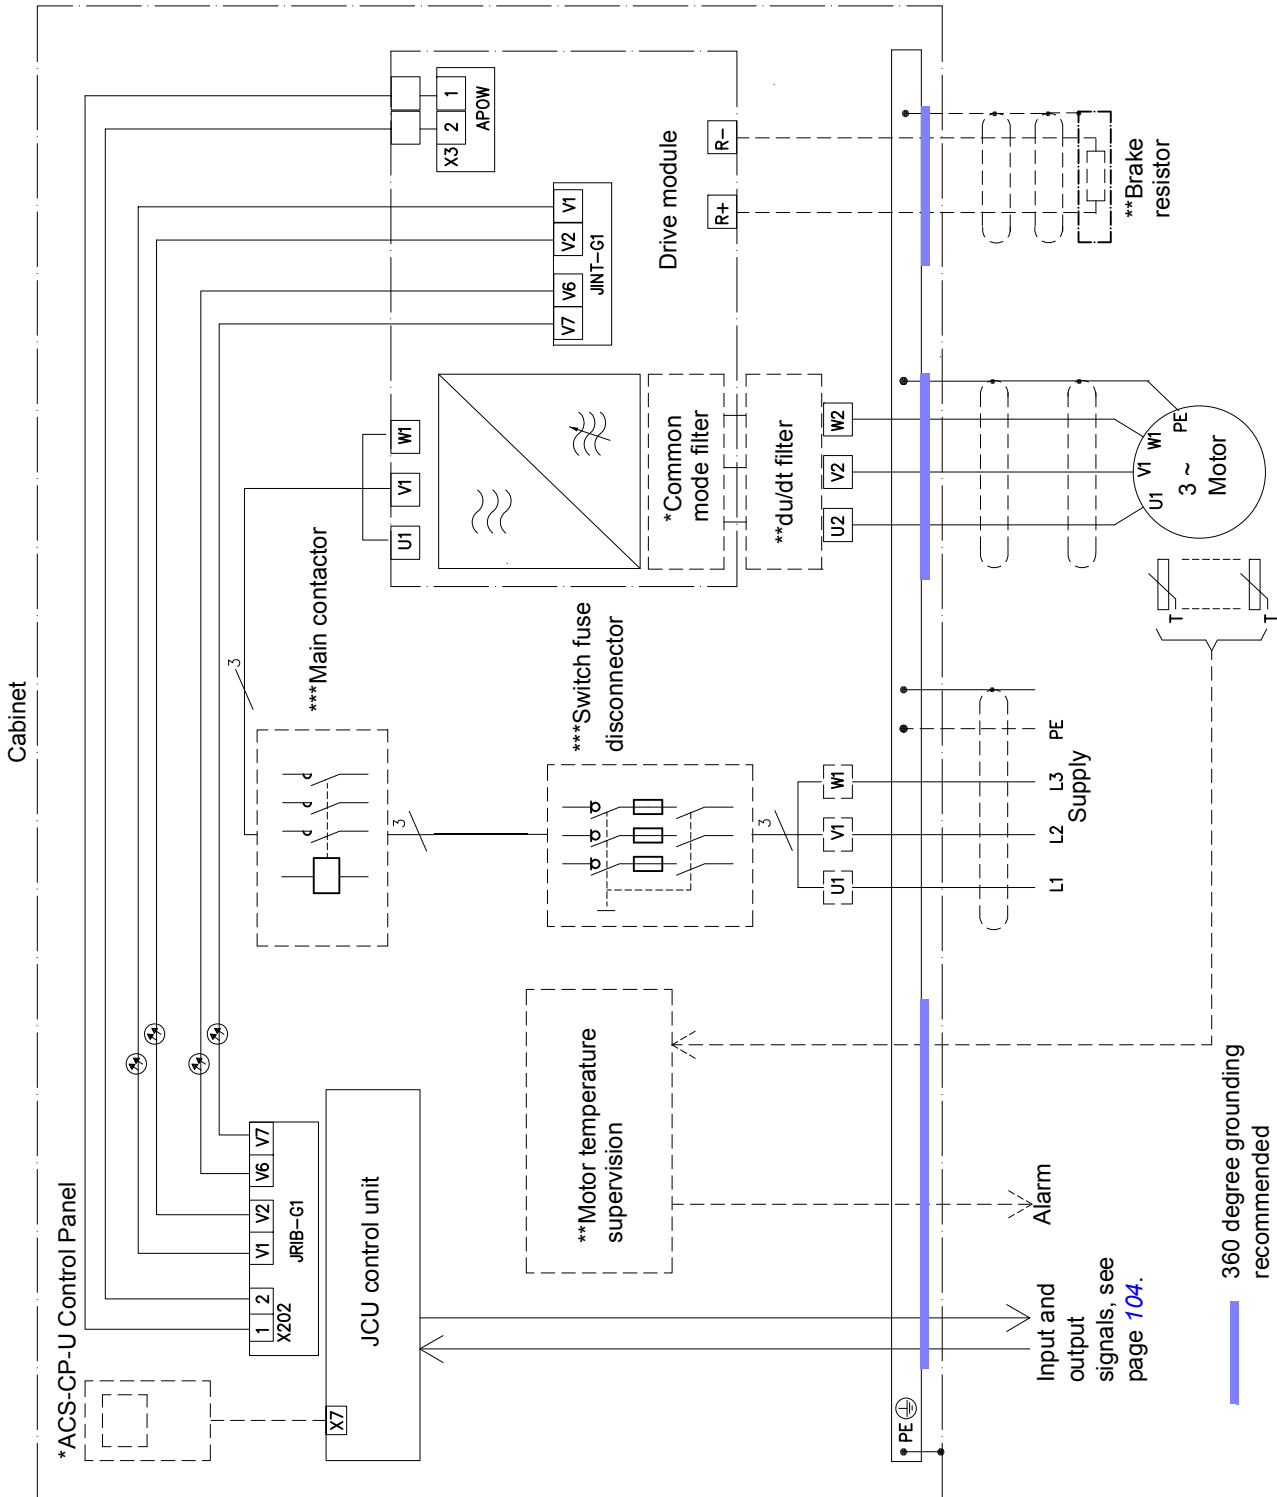 Cabinet
*ACS-CP-U Control Panel
X7
JCU control unit
1
2
X202
V1
V2
V6
V7
JRIB-G1
X3
2
1
APOW
V7
V6
V2
V1
JINT-G1
Drive module
R+
R-
3
***Main contactor
3
***Switch fuse
disconnector
3
U1
V1
W1
*Common
mode filter
**du/dt filter
U2
V2
W2
U1
V1
W1
L1
L2
L3
PE
Supply
U1
V1
W1
PE
3 ~
Motor
T
T
**Brake
resistor
**Motor temperature
supervision
Alarm
Input and
output
signals, see
page 104.
PE
360 degree grounding
recommended